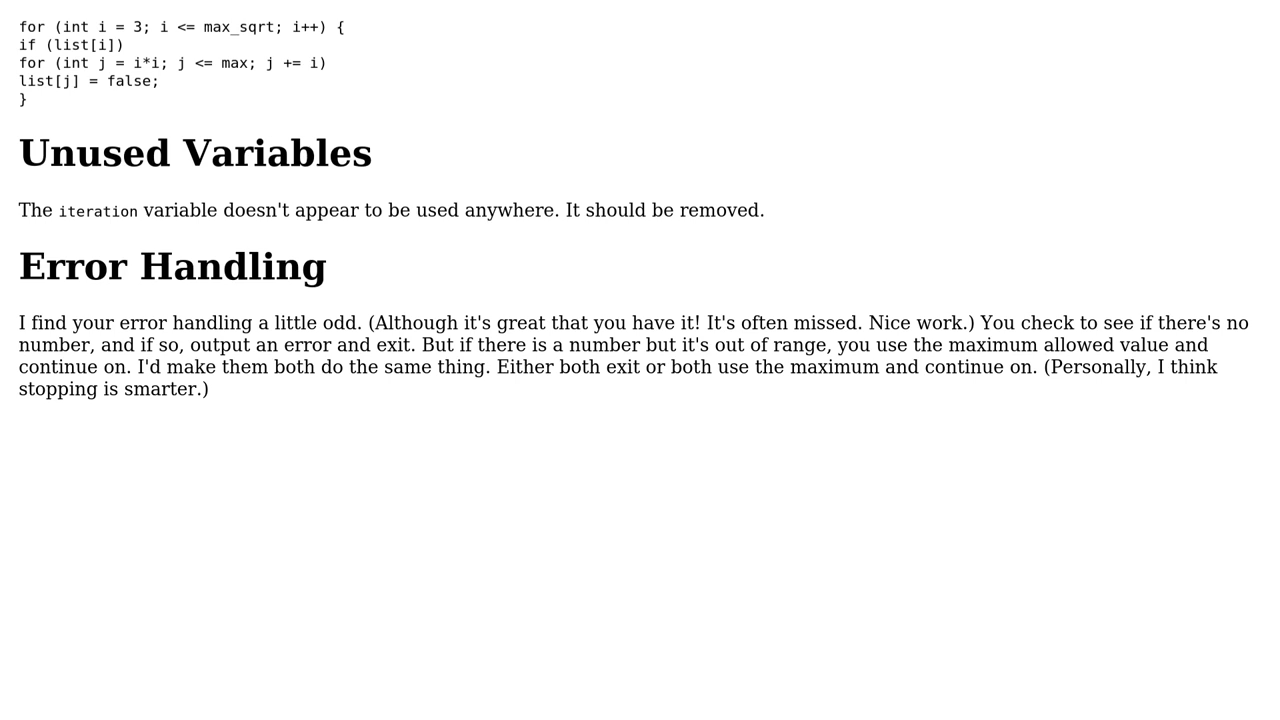 for (int i = 3; i <= max_sqrt; i++) {
if (list[i])
for (int j = i*i; j <= max; j += i)
list[j] = false;
}
Unused Variables
The iteration variable doesn't appear to be used anywhere. It should be removed.
Error Handling
I find your error handling a little odd. (Although it's great that you have it! It's often missed. Nice work.) You check to see if there's no
number, and if so, output an error and exit. But if there is a number but it's out of range, you use the maximum allowed value and
continue on. I'd make them both do the same thing. Either both exit or both use the maximum and continue on. (Personally, I think
stopping is smarter.)